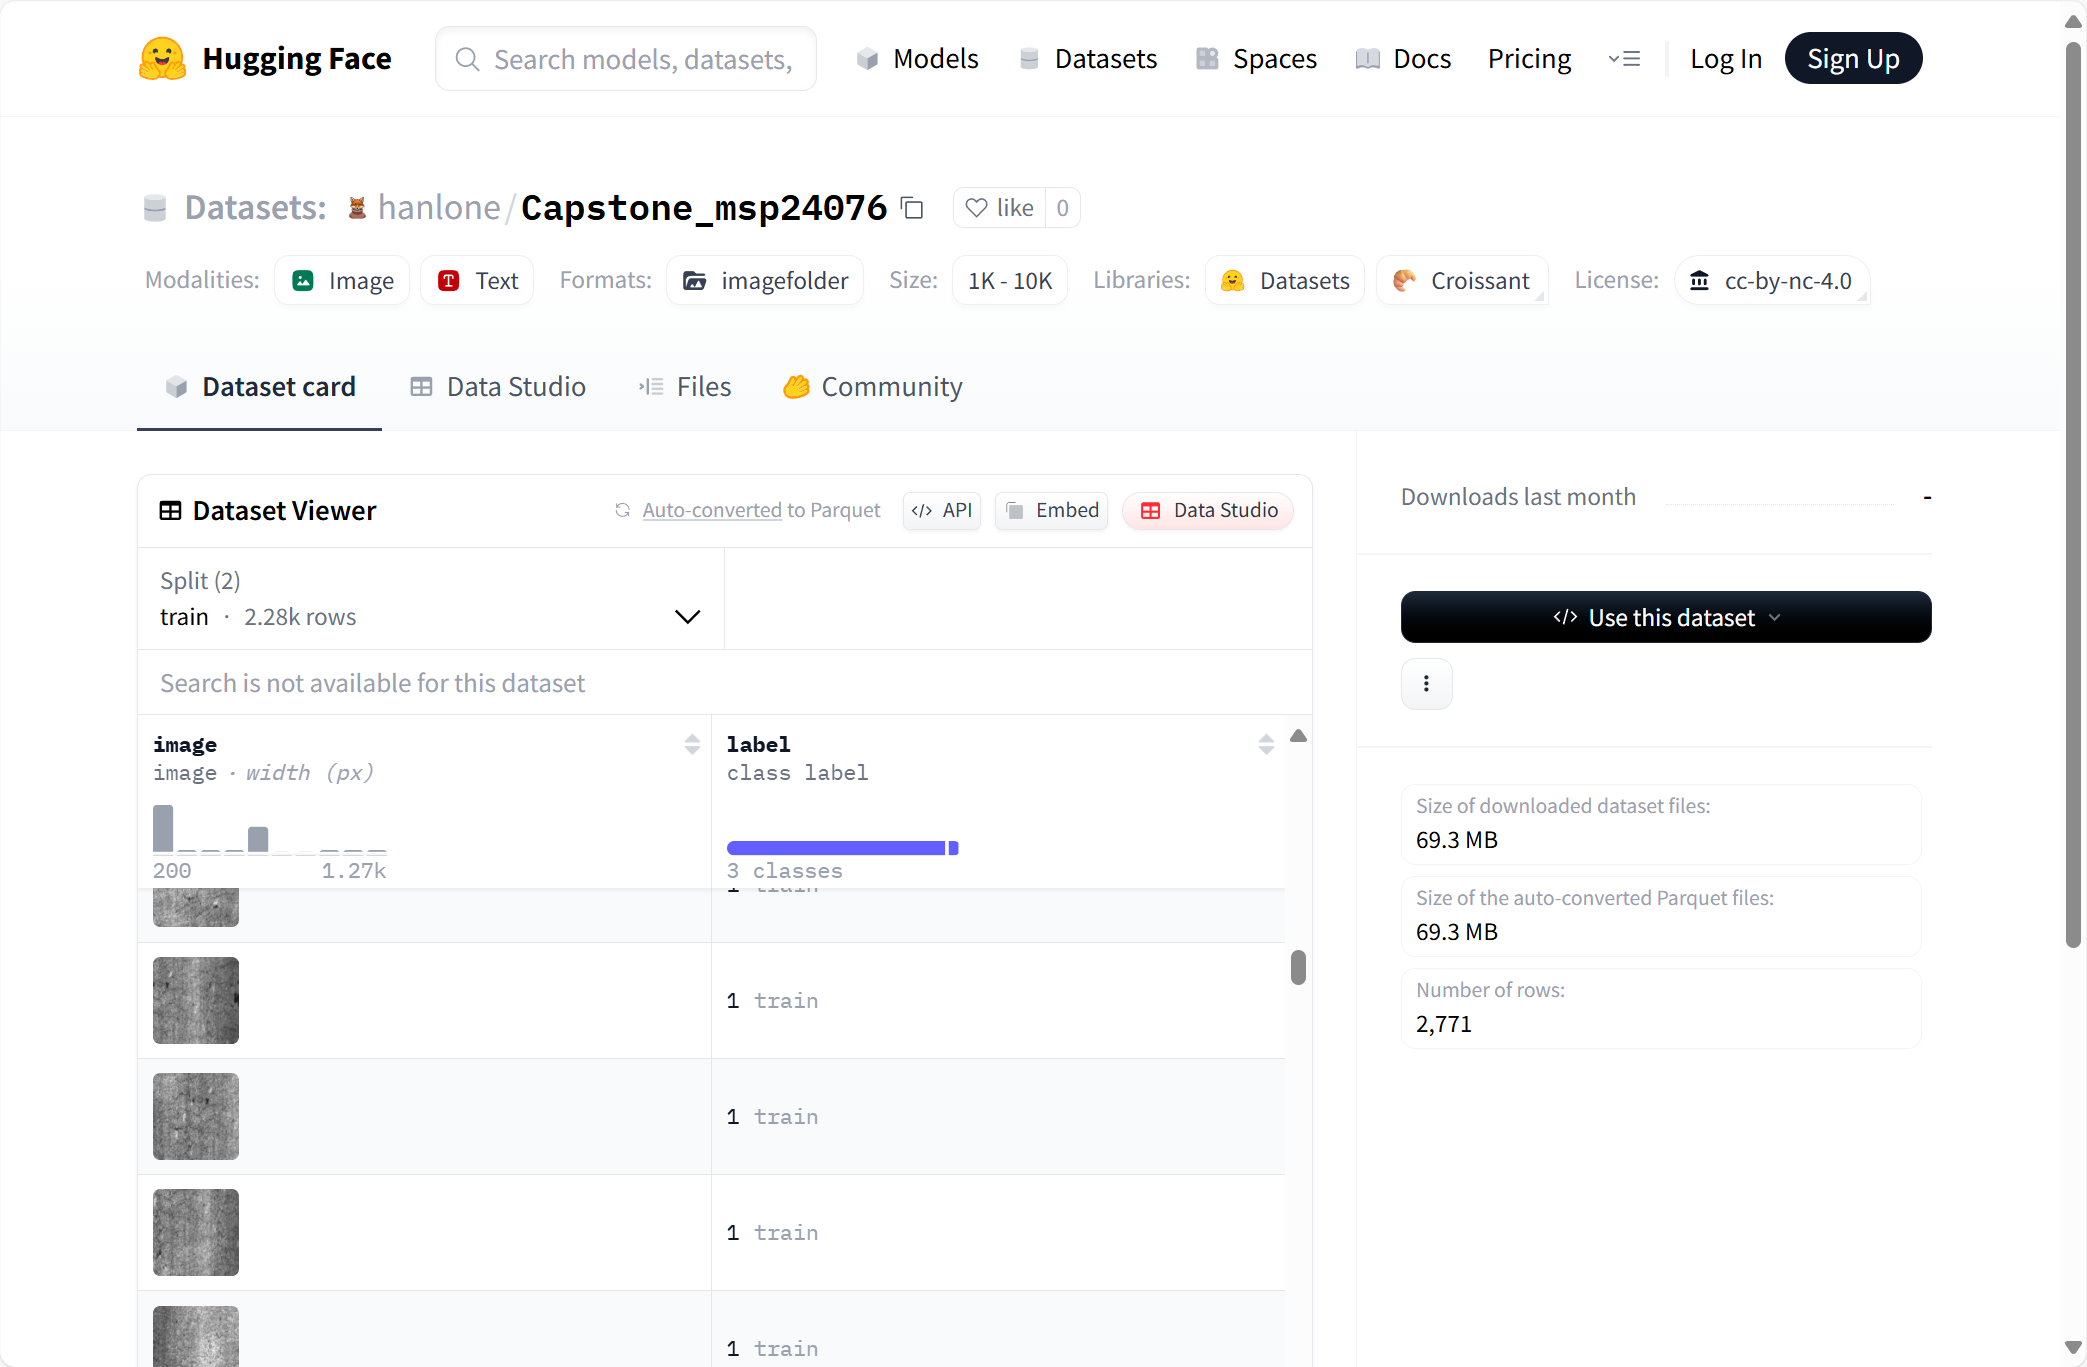 Hugging Face
Search models, datasets,
Models
Datasets
Spaces
Docs
Pricing
Log In
Sign Up
Datasets: hanlone/Capstone_msp24076
like 0
Modalities: Image Text Formats: imagefolder Size: 1K - 10K Libraries: Datasets Croissant License: cc-by-nc-4.0
Dataset card
Data Studio
Files
Community
Dataset Viewer
Auto-converted to Parquet
</> API
Embed
Data Studio
Split (2)
train · 2.28k rows
Search is not available for this dataset
image
image · width (px)
200 1.27k
label
class label
3 classes
1 train
1 train
1 train
1 train
1 train
Downloads last month -
</> Use this dataset
Size of downloaded dataset files:
69.3 MB
Size of the auto-converted Parquet files:
69.3 MB
Number of rows:
2,771